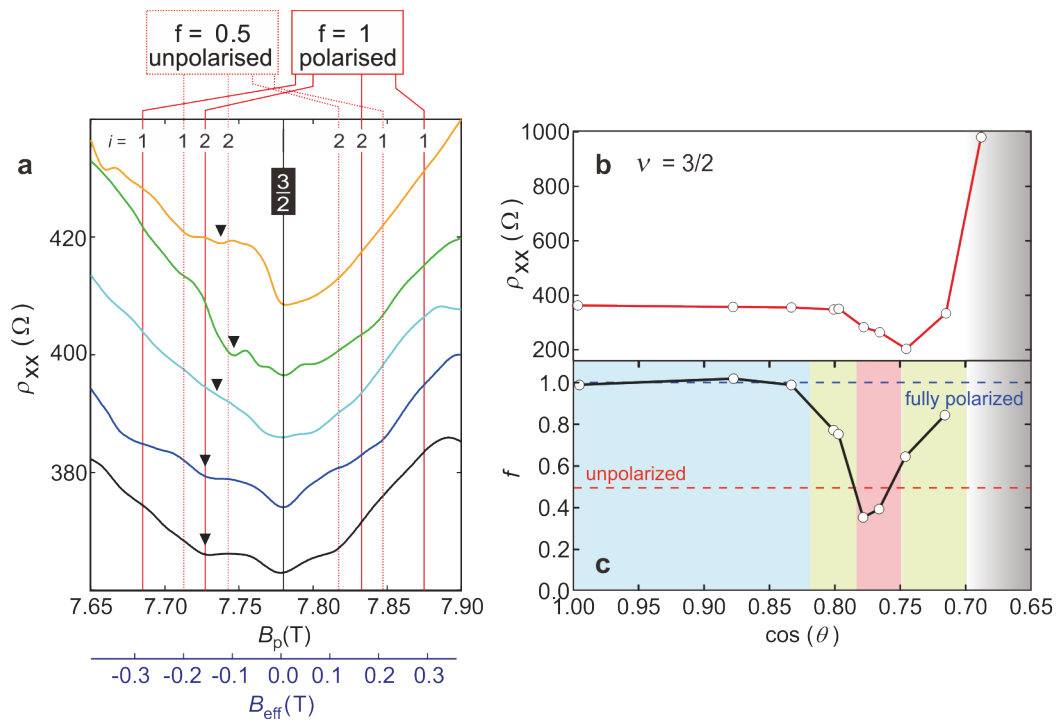 f = 0.5
unpolarised
f = 1
polarised
a
i = 1 1 2 2 2 1 2 1
3/2
420
400
380
ρxx (Ω)
7.65 7.70 7.75 7.80 7.85 7.90
Bp(T)
-0.3 -0.2 -0.1 0.0 0.1 0.2 0.3
Beff(T)
b
ν = 3/2
1000
800
600
400
200
ρxx (Ω)
1.0
0.8
0.6
0.4
0.2
0.0
f
fully polarized
unpolarized
c
1.00 0.95 0.90 0.85 0.80 0.75 0.70 0.65
cos (θ)